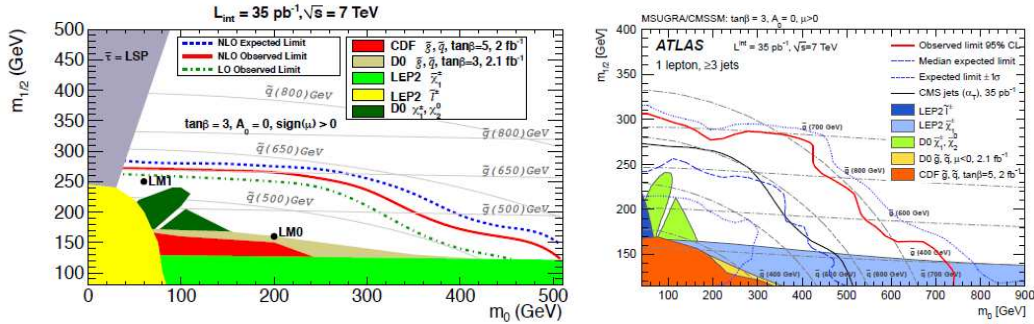 L_int = 35 pb⁻¹, √s = 7 TeV
m_1/2 (GeV)
500
450
400
350
300
250
200
150
100
τ̃ = LSP
NLO Expected Limit
NLO Observed Limit
LO Observed Limit
CDF g̃, q̃, tanβ=5, 2 fb⁻¹
D0 g̃, q̃, tanβ=3, 2.1 fb⁻¹
LEP2 χ̃₁±
LEP2 l̃±
D0 χ̃₁±, χ̃₂⁰
q̃(800)GeV
tanβ = 3, A₀ = 0, sign(μ) > 0
g̃(800)GeV
q̃(650)GeV
g̃(650)GeV
LM1
q̃(500)GeV
g̃(500)GeV
LM0
0 100 200 300 400 500
m₀ (GeV)
MSUGRA/CMSSM: tanβ = 3, A₀ = 0, μ>0
m_1/2 [GeV]
400
350
300
250
200
150
ATLAS
L^int = 35 pb⁻¹, √s=7 TeV
1 lepton, ≥3 jets
Observed limit 95% CL
Median expected limit
Expected limit ±1σ
CMS jets (α_T), 35 pb⁻¹
LEP2 l̃±
LEP2 χ̃₁±
D0 χ̃₁±, χ̃₂⁰
D0 g̃, q̃, μ<0, 2.1 fb⁻¹
CDF g̃, q̃, tanβ=5, 2 fb⁻¹
g̃ (700 GeV)
g̃ (600 GeV)
q̃ (400 GeV)
q̃ (600 GeV)
q̃ (700 GeV)
100 200 300 400 500 600 700 800 900
m₀ [GeV]